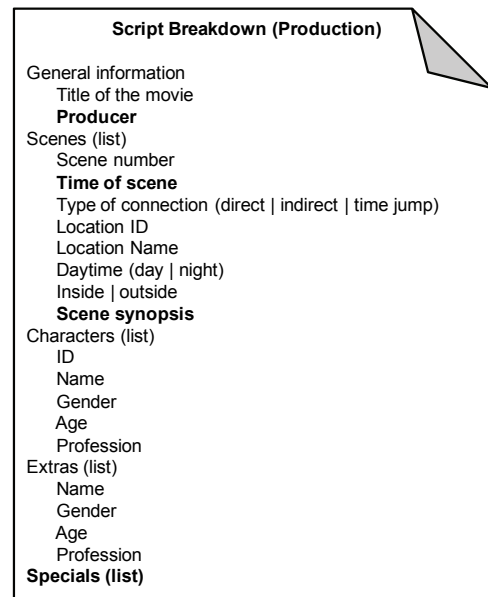 Script Breakdown (Production)
General information
Title of the movie
Producer
Scenes (list)
Scene number
Time of scene
Type of connection (direct | indirect | time jump)
Location ID
Location Name
Daytime (day | night)
Inside | outside
Scene synopsis
Characters (list)
ID
Name
Gender
Age
Profession
Extras (list)
Name
Gender
Age
Profession
Specials (list)